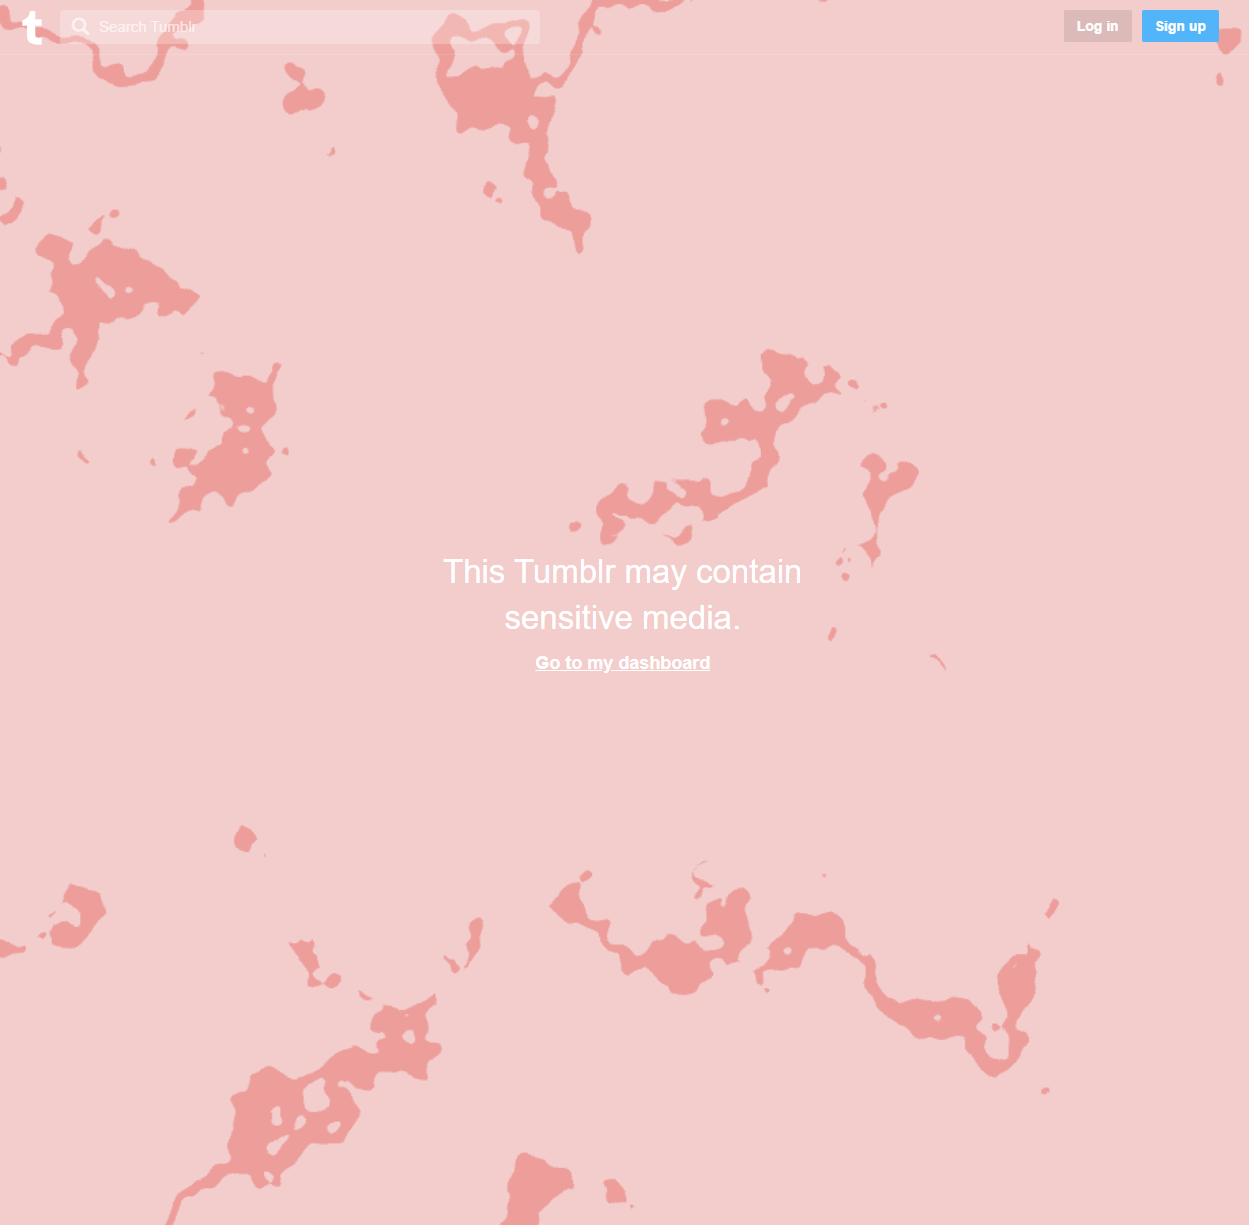 t Search Tumblr Log in Sign up
This Tumblr may contain
sensitive media.
Go to my dashboard